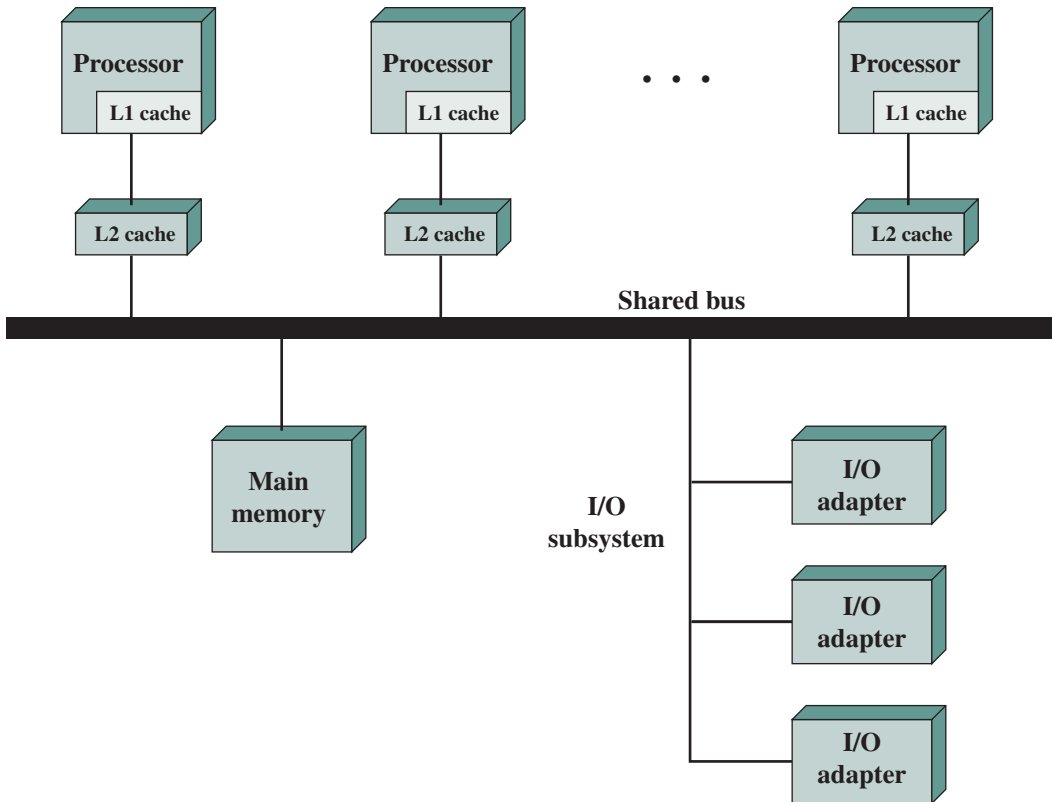 Processor
L1 cache
Processor
L1 cache
. . .
Processor
L1 cache
L2 cache
L2 cache
L2 cache
Shared bus
Main
memory
I/O
subsystem
I/O
adapter
I/O
adapter
I/O
adapter